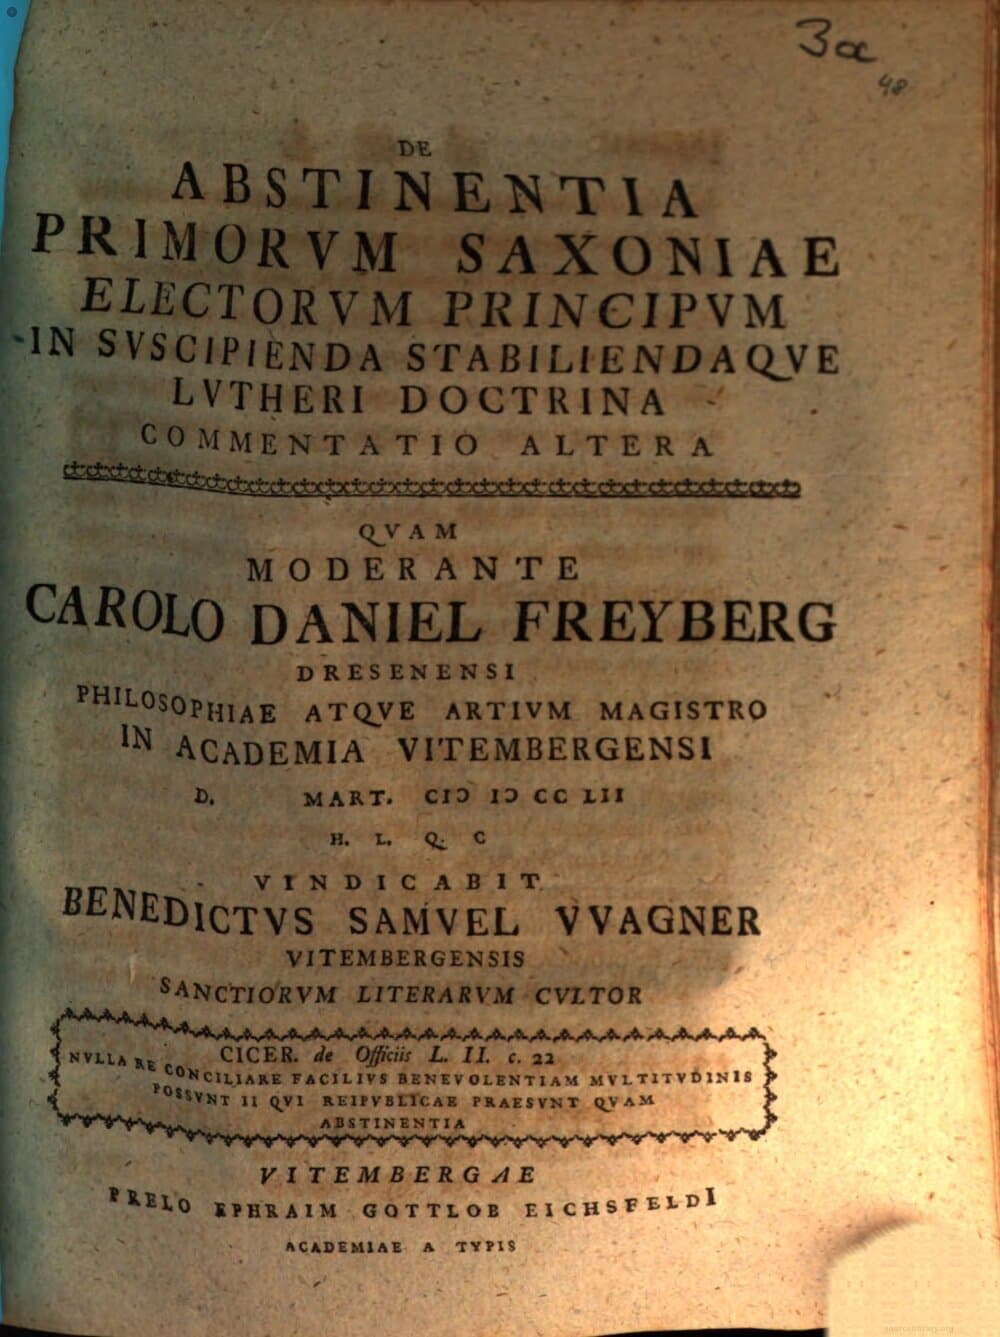 3α
48
DE
ABSTINENTIA
PRIMORVM SAXONIAE
ELECTORVM PRINCIPVM
IN SVSCIPIENDA STABILIENDAQVE
LVTHERI DOCTRINA
COMMENTATIO ALTERA
QVAM
MODERANTE
CAROLO DANIEL FREYBERG
DRESENENSI
PHILOSOPHIAE ATQVE ARTIVM MAGISTRO
IN ACADEMIA VITEMBERGENSI
D. MART. CIↃ IↃ CC LII
H. L. Q. C
VINDICABIT
BENEDICTVS SAMVEL VVAGNER
VITEMBERGENSIS
SANCTIORVM LITERARVM CVLTOR
CICER. de Officiis L. II. c. 22
NVLLA RE CONCILIARE FACILIVS BENEVOLENTIAM MVLTITVDINIS
POSSVNT II QVI REIPVBLICAE PRAESVNT QVAM
ABSTINENTIA
VITEMBERGAE
PRELO EPHRAIM GOTTLOB EICHSFELDI
ACADEMIAE A TYPIS